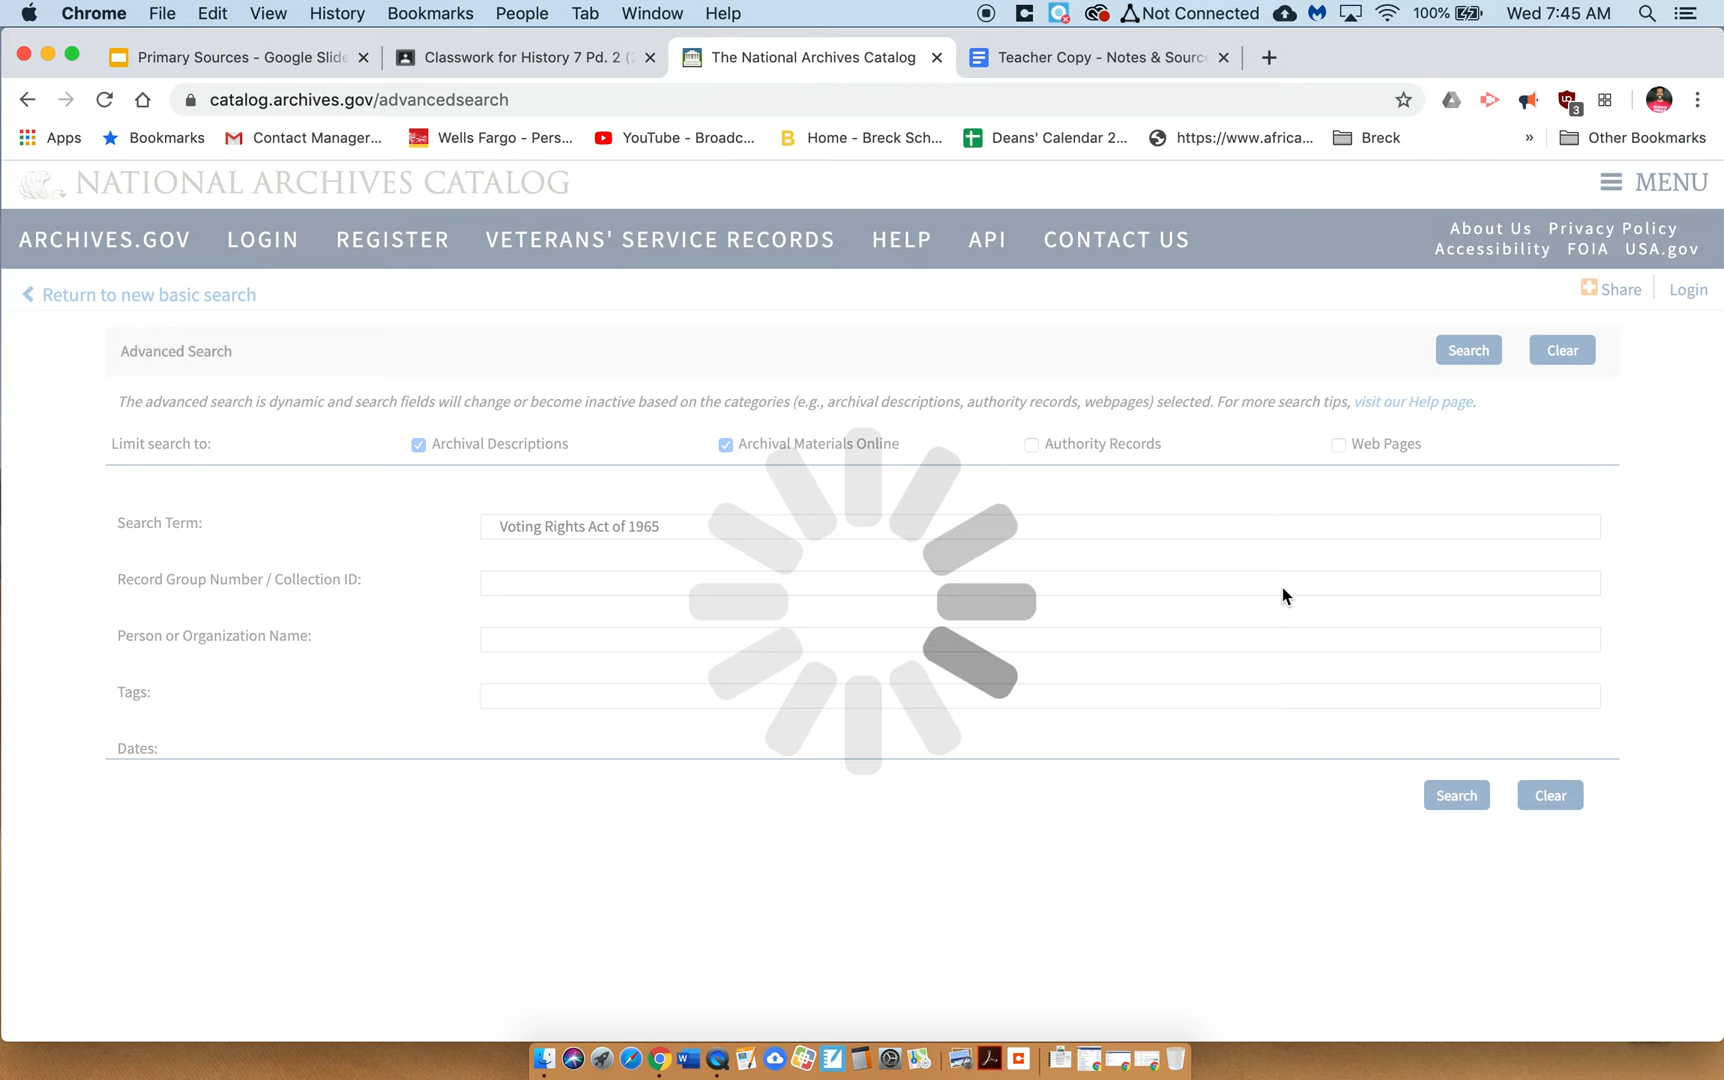 Chrome File Edit View History Bookmarks People Tab Window Help Not Connected 100% Wed 7:45 AM
Primary Sources - Google Slide Classwork for History 7 Pd. 2 (2 The National Archives Catalog Teacher Copy - Notes & Sourc
catalog.archives.gov/advancedsearch 3
Apps Bookmarks Contact Manager... Wells Fargo - Pers... YouTube - Broadc... B Home - Breck Sch... Deans' Calendar 2... https://www.africa... Breck » Other Bookmarks
NATIONAL ARCHIVES CATALOG MENU
ARCHIVES.GOV LOGIN REGISTER VETERANS' SERVICE RECORDS HELP API CONTACT US
About Us Privacy Policy
Accessibility FOIA USA.gov
Return to new basic search Share Login
Advanced Search Search Clear
The advanced search is dynamic and search fields will change or become inactive based on the categories (e.g., archival descriptions, authority records, webpages) selected. For more search tips, visit our Help page.
Limit search to: Archival Descriptions Archival Materials Online Authority Records Web Pages
Search Term: Voting Rights Act of 1965
Record Group Number / Collection ID:
Person or Organization Name:
Tags:
Dates:
Search Clear